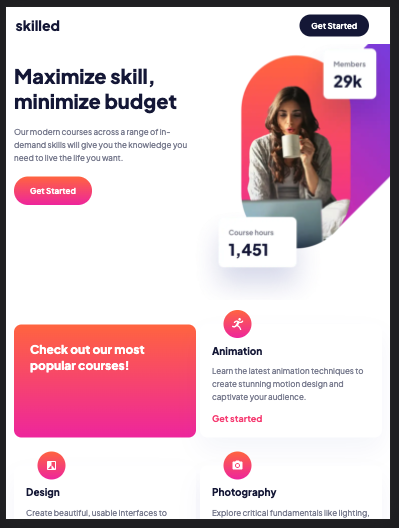 skilled
Get Started
Members
29k
Maximize skill,
minimize budget
Our modern courses across a range of in-
demand skills will give you the knowledge you
need to live the life you want.
Get Started
Course hours
1,451
Check out our most
popular courses!
Animation
Learn the latest animation techniques to
create stunning motion design and
captivate your audience.
Get started
Design
Create beautiful, usable interfaces to
Photography
Explore critical fundamentals like lighting,